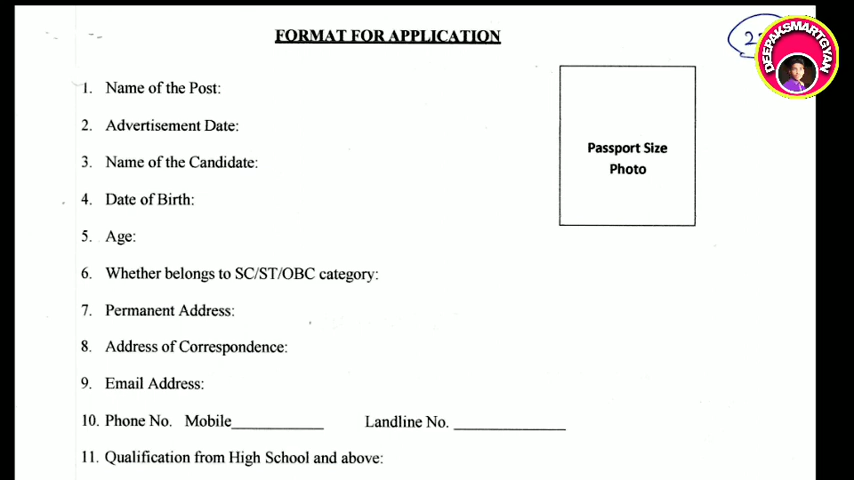 FORMAT FOR APPLICATION
DEEPAKSMARTGYAN
1. Name of the Post:
2. Advertisement Date:
Passport Size
Photo
3. Name of the Candidate:
4. Date of Birth:
5. Age:
6. Whether belongs to SC/ST/OBC category:
7. Permanent Address:
8. Address of Correspondence:
9. Email Address:
10. Phone No. Mobile__________ Landline No. ____________
11. Qualification from High School and above: